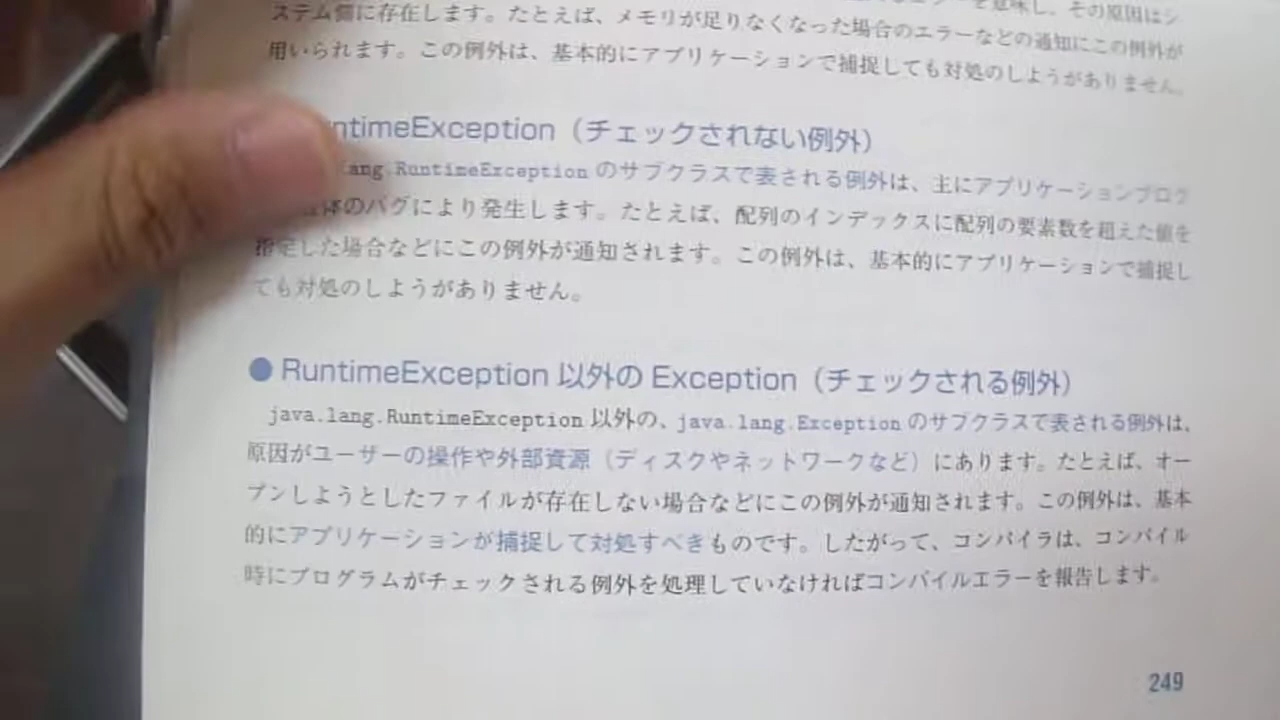 を意味し、その原因はシ
ステム側に存在します。たとえば、メモリが足りなくなった場合のエラーなどの通知にこの例外が
用いられます。この例外は、基本的にアプリケーションで捕捉しても対処のしようがありません。
ntimeException（チェックされない例外）
lang.RuntimeException のサブクラスで表される例外は、主にアプリケーションプログ
体のバグにより発生します。たとえば、配列のインデックスに配列の要素数を超えた値を
指定した場合などにこの例外が通知されます。この例外は、基本的にアプリケーションで捕捉し
ても対処のしようがありません。
● RuntimeException 以外の Exception（チェックされる例外）
java.lang.RuntimeException 以外の、java.lang.Exception のサブクラスで表される例外は、
原因がユーザーの操作や外部資源（ディスクやネットワークなど）にあります。たとえば、オー
プンしようとしたファイルが存在しない場合などにこの例外が通知されます。この例外は、基本
的にアプリケーションが捕捉して対処すべきものです。したがって、コンパイラは、コンパイル
時にプログラムがチェックされる例外を処理していなければコンパイルエラーを報告します。
249